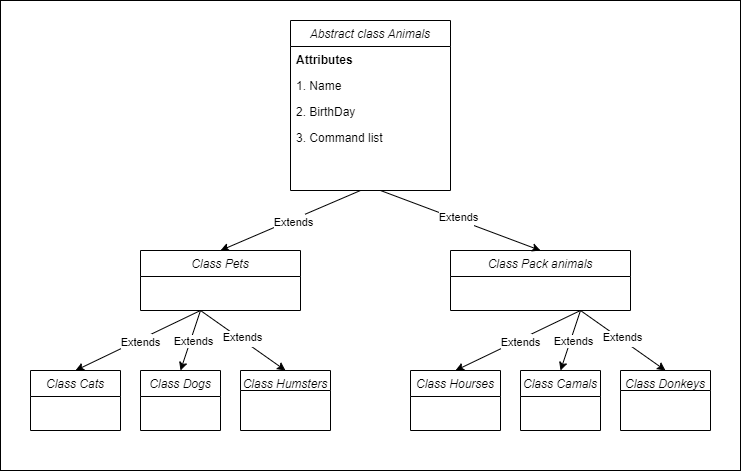 Abstract class Animals
Attributes
1. Name
2. BirthDay
3. Command list
Extends
Extends
Class Pets
Class Pack animals
Extends
Extends
Extends
Extends
Extends
Extends
Class Cats
Class Dogs
Class Humsters
Class Hourses
Class Camals
Class Donkeys